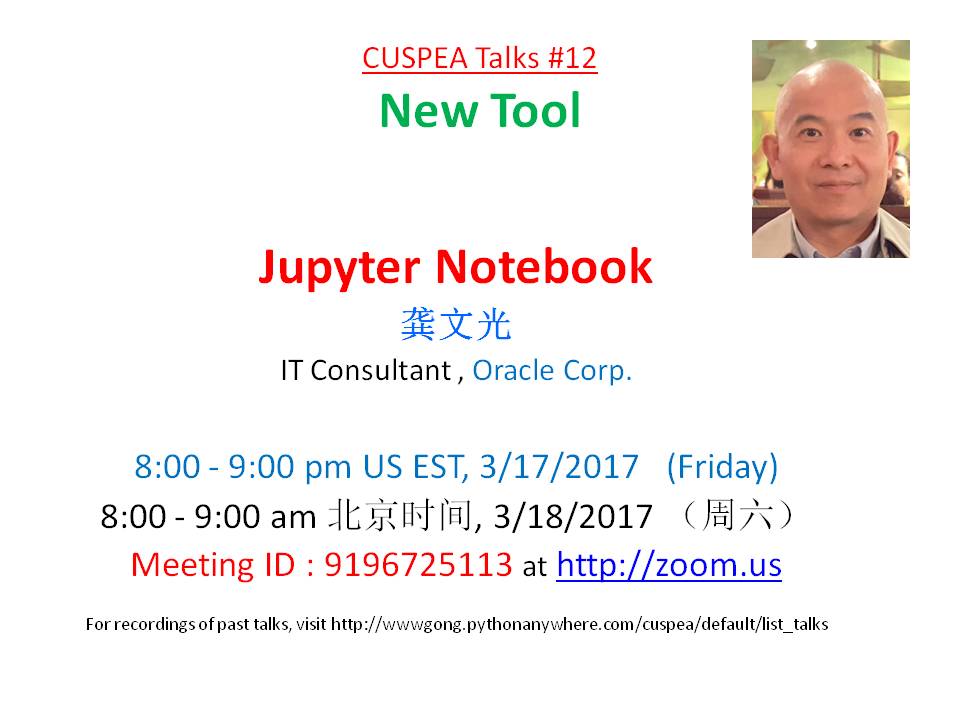 CUSPEA Talks #12
New Tool
Jupyter Notebook
龚文光
IT Consultant , Oracle Corp.
8:00 - 9:00 pm US EST, 3/17/2017 (Friday)
8:00 - 9:00 am 北京时间, 3/18/2017 （周六）
Meeting ID : 9196725113 at http://zoom.us
For recordings of past talks, visit http://wwwgong.pythonanywhere.com/cuspea/default/list_talks